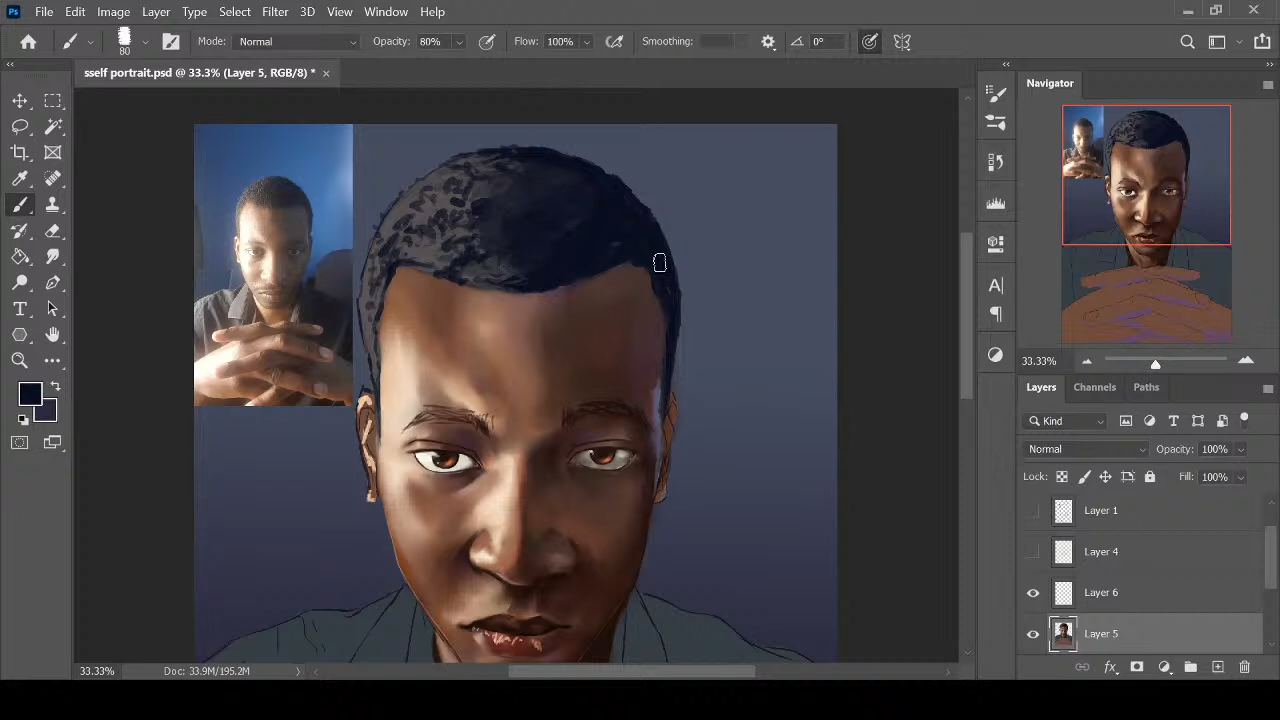 Ps File Edit Image Layer Type Select Filter 3D View Window Help
80 Mode: Normal Opacity: 80% Flow: 100% Smoothing: 0°
sself portrait.psd @ 33.3% (Layer 5, RGB/8) *
Navigator
33.33%
Layers Channels Paths
Kind
Normal Opacity: 100%
Lock: Fill: 100%
Layer 1
Layer 4
Layer 6
Layer 5
33.33% Doc: 33.9M/195.2M